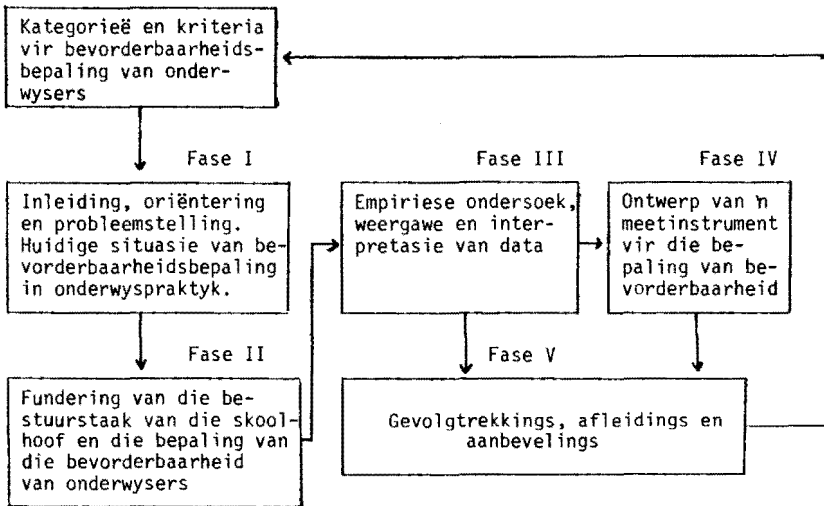 Kategorieë en kriteria
vir bevorderbaarheids-
bepaling van onder-
wysers
Fase I
Inleiding, oriëntering
en probleemstelling.
Huidige situasie van be-
vorderbaarheidsbepaling
in onderwyspraktyk.
Fase II
Fundering van die be-
stuurstaak van die skool-
hoof en die bepaling van
die bevorderbaarheid
van onderwysers
Fase III
Empiriese ondersoek,
weergawe en inter-
pretasie van data
Fase IV
Ontwerp van 'n
meetinstrument
vir die be-
paling van be-
vorderbaarheid
Fase V
Gevolgtrekkings, afleidings en
aanbevelings